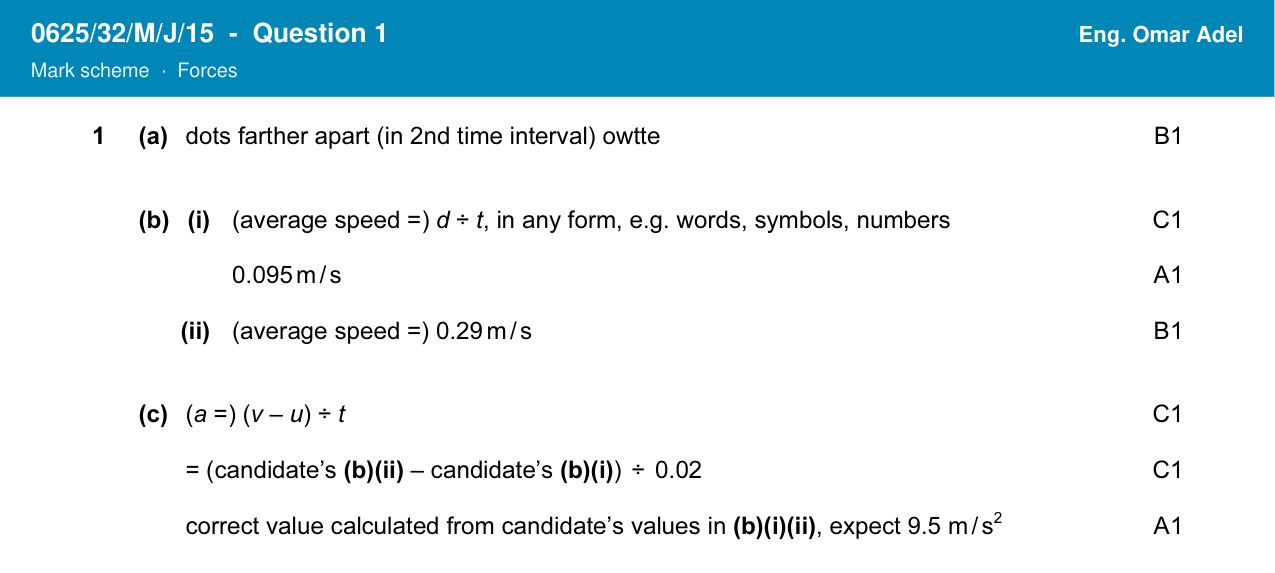 0625/32/M/J/15 - Question 1
Eng. Omar Adel
Mark scheme · Forces
1 (a) dots farther apart (in 2nd time interval) owtte B1
(b) (i) (average speed =) d ÷ t, in any form, e.g. words, symbols, numbers C1
0.095 m / s A1
(ii) (average speed =) 0.29 m / s B1
(c) (a =) (v – u) ÷ t C1
= (candidate’s (b)(ii) – candidate’s (b)(i)) ÷ 0.02 C1
correct value calculated from candidate’s values in (b)(i)(ii), expect 9.5 m / s² A1